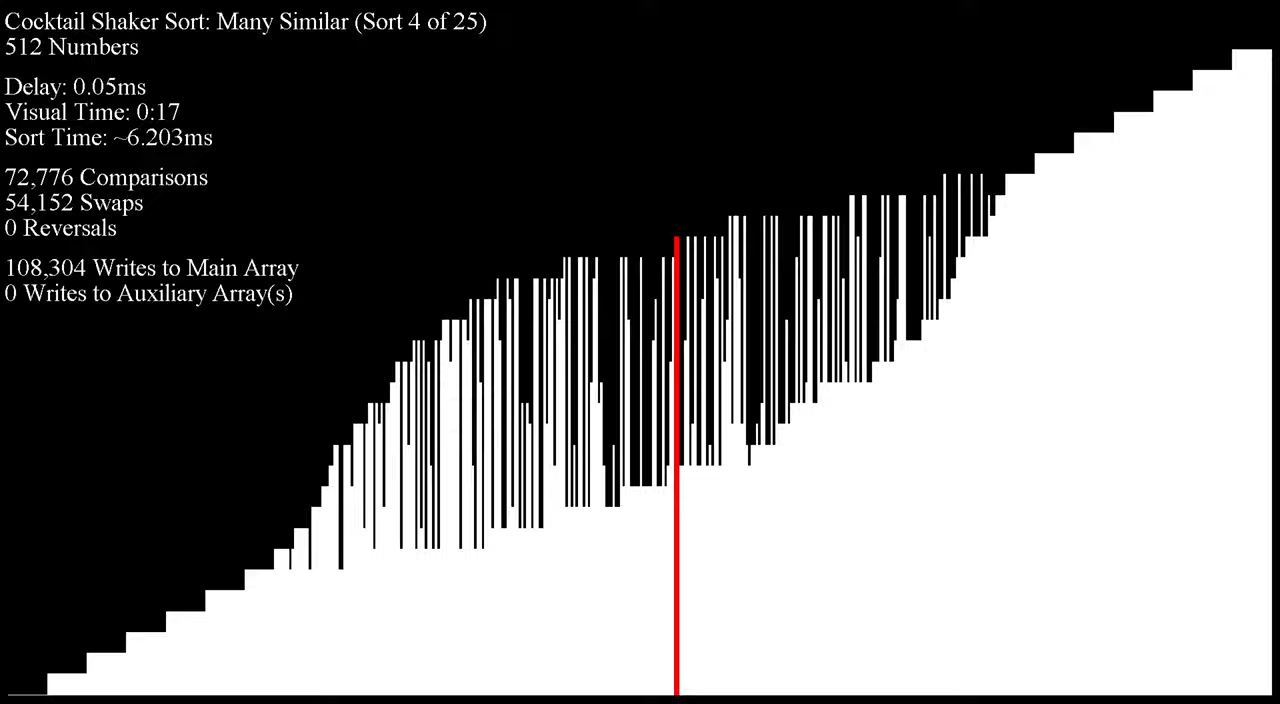 Cocktail Shaker Sort: Many Similar (Sort 4 of 25)
512 Numbers
Delay: 0.05ms
Visual Time: 0:17
Sort Time: ~6.203ms
72,776 Comparisons
54,152 Swaps
0 Reversals
108,304 Writes to Main Array
0 Writes to Auxiliary Array(s)